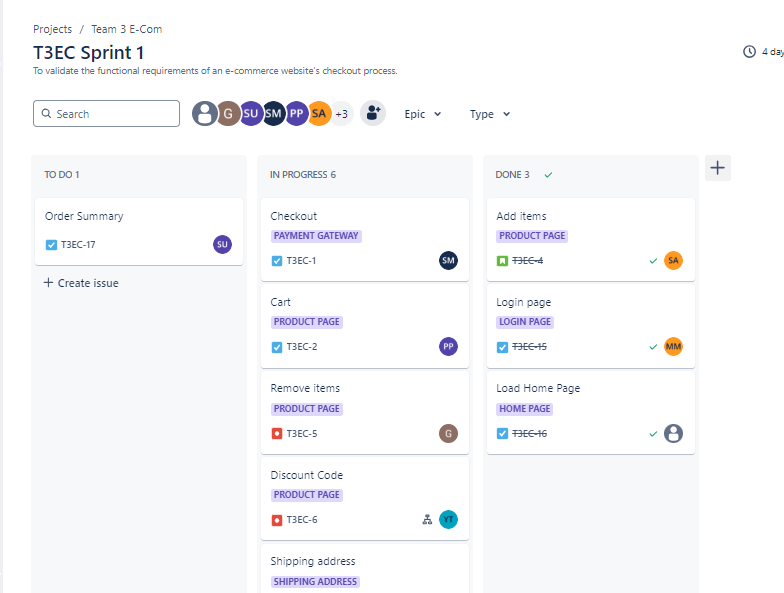 Projects / Team 3 E-Com
T3EC Sprint 1
4 day
To validate the functional requirements of an e-commerce website's checkout process.
Search
G SU SM PP SA +3
Epic
Type
TO DO 1
Order Summary
T3EC-17
SU
+ Create issue
IN PROGRESS 6
Checkout
PAYMENT GATEWAY
T3EC-1
SM
Cart
PRODUCT PAGE
T3EC-2
PP
Remove items
PRODUCT PAGE
T3EC-5
G
Discount Code
PRODUCT PAGE
T3EC-6
YT
Shipping address
SHIPPING ADDRESS
DONE 3
Add items
PRODUCT PAGE
T3EC-4
SA
Login page
LOGIN PAGE
T3EC-15
MM
Load Home Page
HOME PAGE
T3EC-16